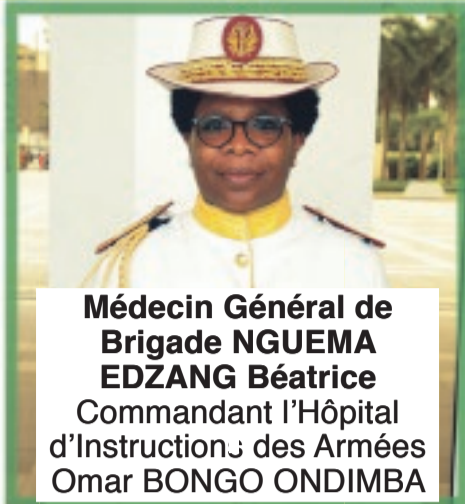 Médecin Général de
Brigade NGUEMA
EDZANG Béatrice
Commandant l'Hôpital
d'Instructions des Armées
Omar BONGO ONDIMBA